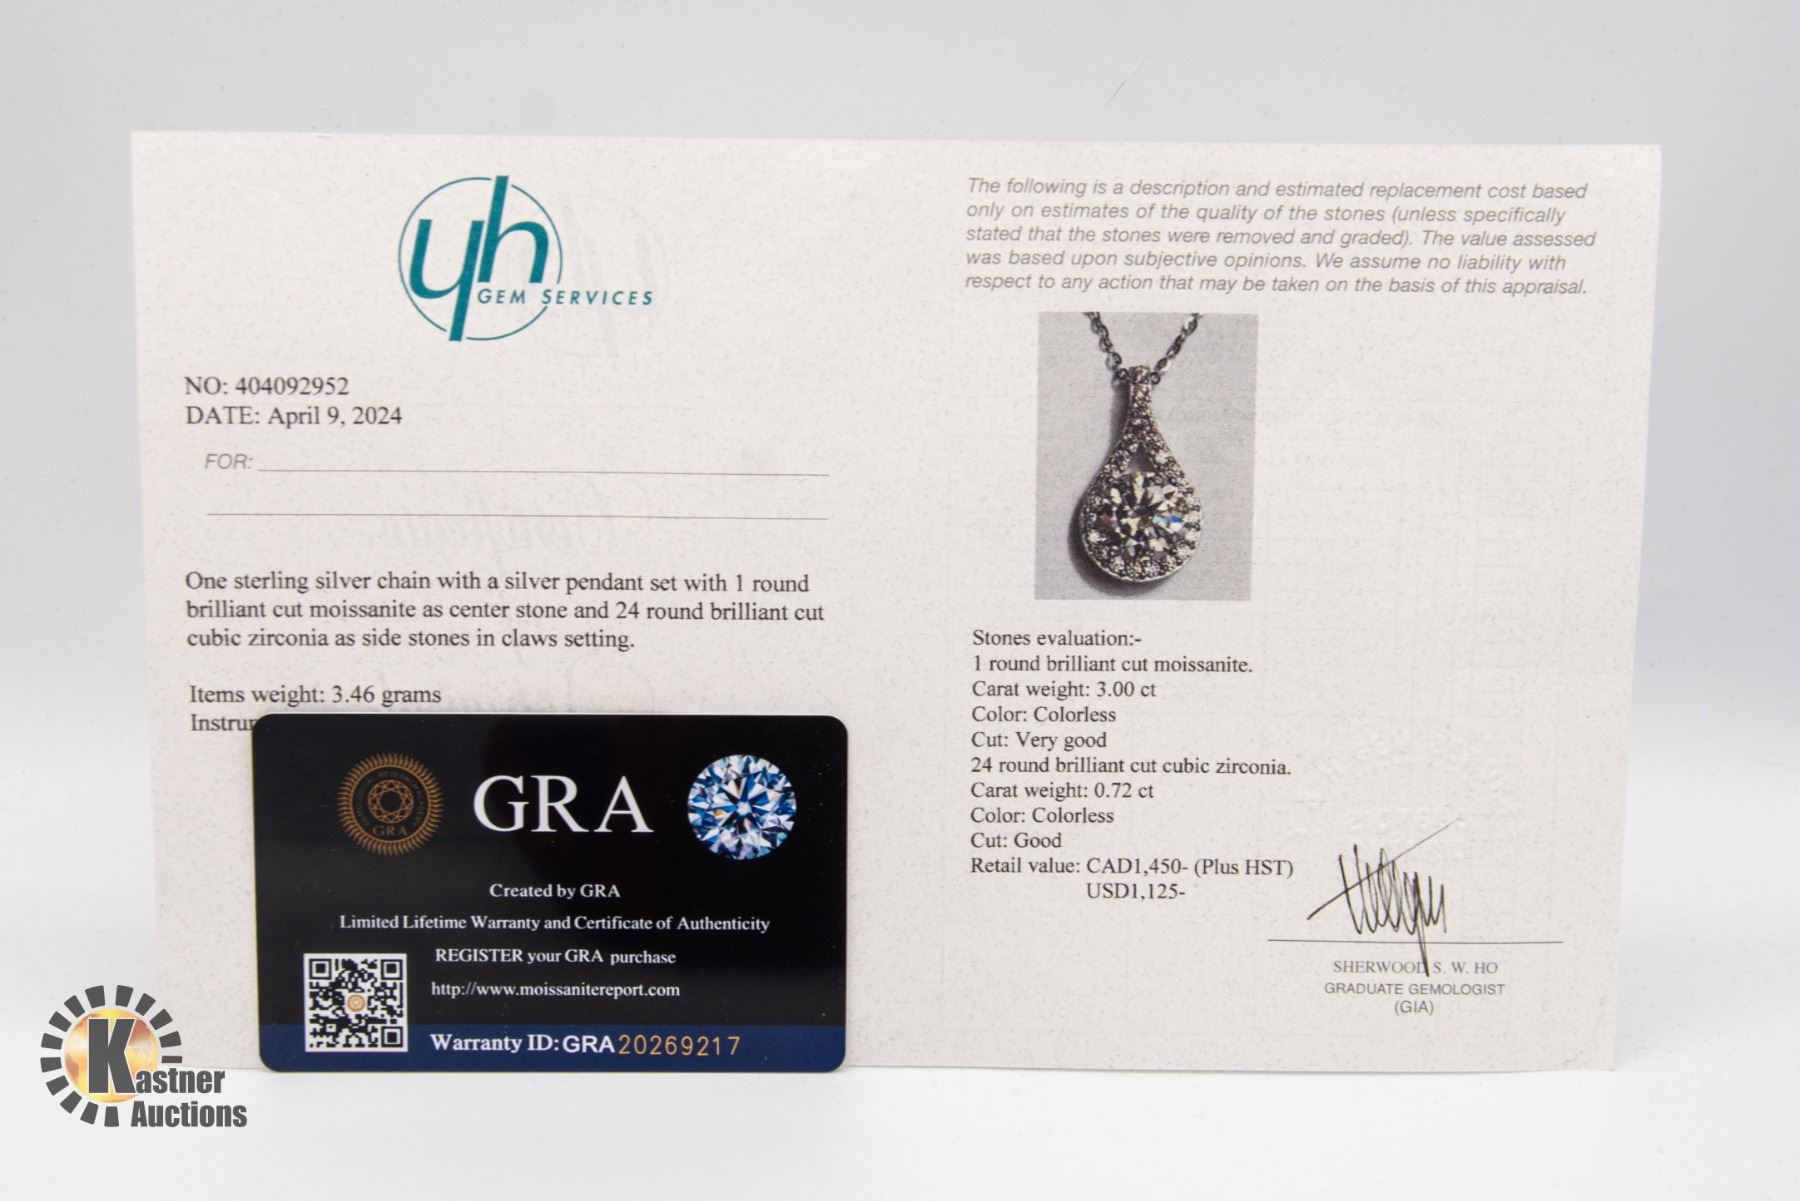 yh
GEM SERVICES
NO: 404092952
DATE: April 9, 2024
FOR:
One sterling silver chain with a silver pendant set with 1 round
brilliant cut moissanite as center stone and 24 round brilliant cut
cubic zirconia as side stones in claws setting.
Items weight: 3.46 grams
The following is a description and estimated replacement cost based
only on estimates of the quality of the stones (unless specifically
stated that the stones were removed and graded). The value assessed
was based upon subjective opinions. We assume no liability with
respect to any action that may be taken on the basis of this appraisal.
Stones evaluation:-
1 round brilliant cut moissanite.
Carat weight: 3.00 ct
Color: Colorless
Cut: Very good
24 round brilliant cut cubic zirconia.
Carat weight: 0.72 ct
Color: Colorless
Cut: Good
Retail value: CAD1,450- (Plus HST)
USD1,125-
SHERWOOD S. W. HO
GRADUATE GEMOLOGIST
(GIA)
GRA
GRA
Created by GRA
Limited Lifetime Warranty and Certificate of Authenticity
REGISTER your GRA purchase
http://www.moissanitereport.com
Warranty ID:GRA20269217
Kastner
Auctions